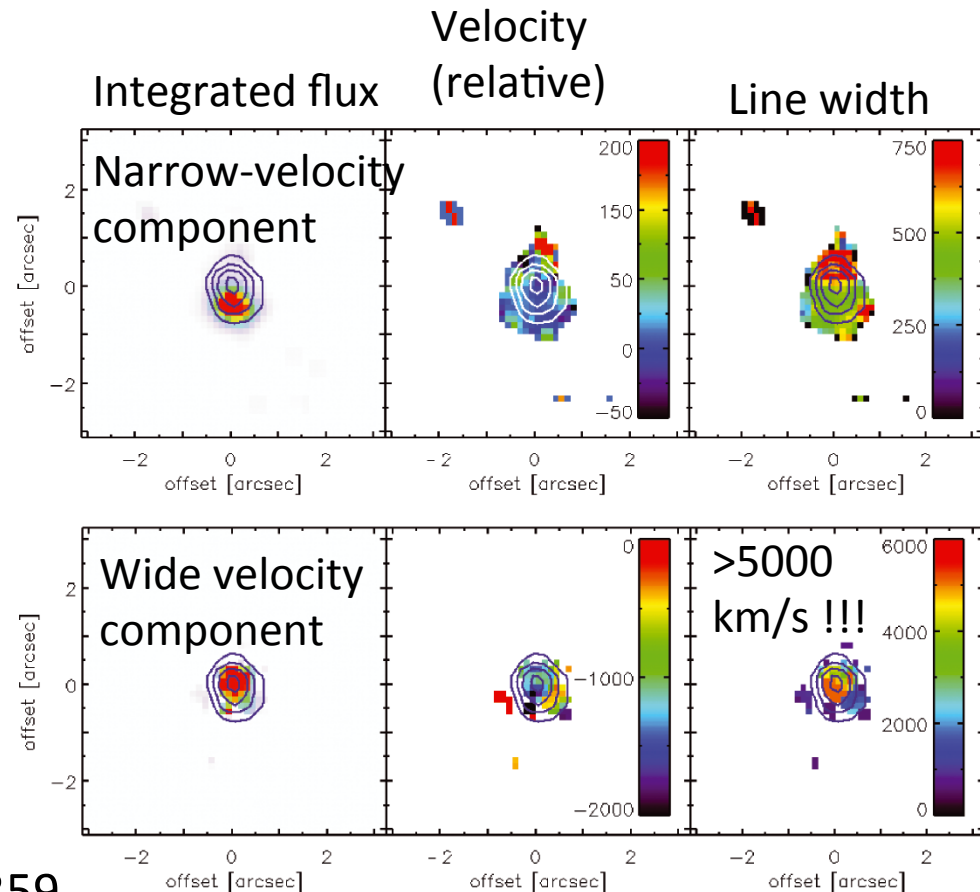 Velocity
(relative)
Integrated flux
Line width
Narrow-velocity
component
offset [arcsec]
2
0
−2
200
150
50
0
−50
750
500
250
0
−2 0 2
−2 0 2
−2 0 2
offset [arcsec]
offset [arcsec]
offset [arcsec]
Wide velocity
component
>5000
km/s !!!
offset [arcsec]
2
0
−2
0
−1000
−2000
6000
4000
2000
0
−2 0 2
−2 0 2
−2 0 2
offset [arcsec]
offset [arcsec]
offset [arcsec]
59